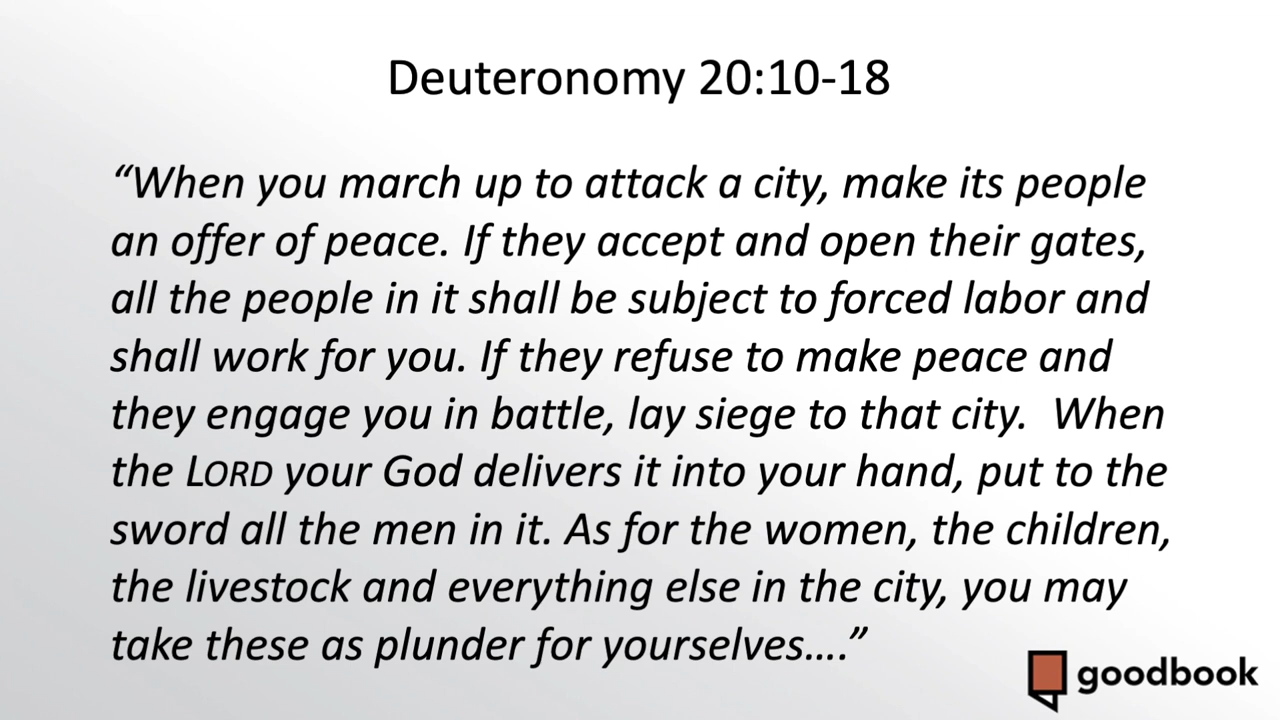 Deuteronomy 20:10-18
“When you march up to attack a city, make its people
an offer of peace. If they accept and open their gates,
all the people in it shall be subject to forced labor and
shall work for you. If they refuse to make peace and
they engage you in battle, lay siege to that city.  When
the LORD your God delivers it into your hand, put to the
sword all the men in it. As for the women, the children,
the livestock and everything else in the city, you may
take these as plunder for yourselves….”
goodbook